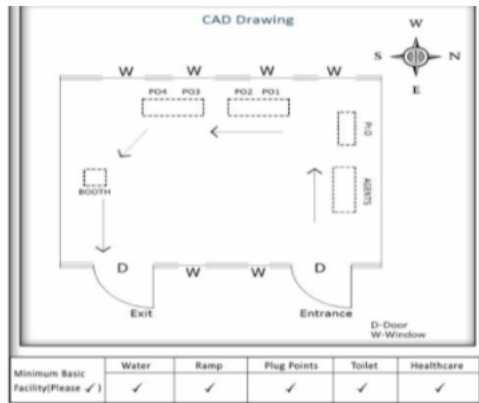 CAD Drawing
W
S N
E
W W W W
PO4 PO3 PO2 PO1
AGENTS
BOOTH
D W W D
Exit Entrance
D-Door
W-Window
Minimum Basic
Facility(Please ✓)
Water Ramp Plug Points Toilet Healthcare
✓ ✓ ✓ ✓ ✓